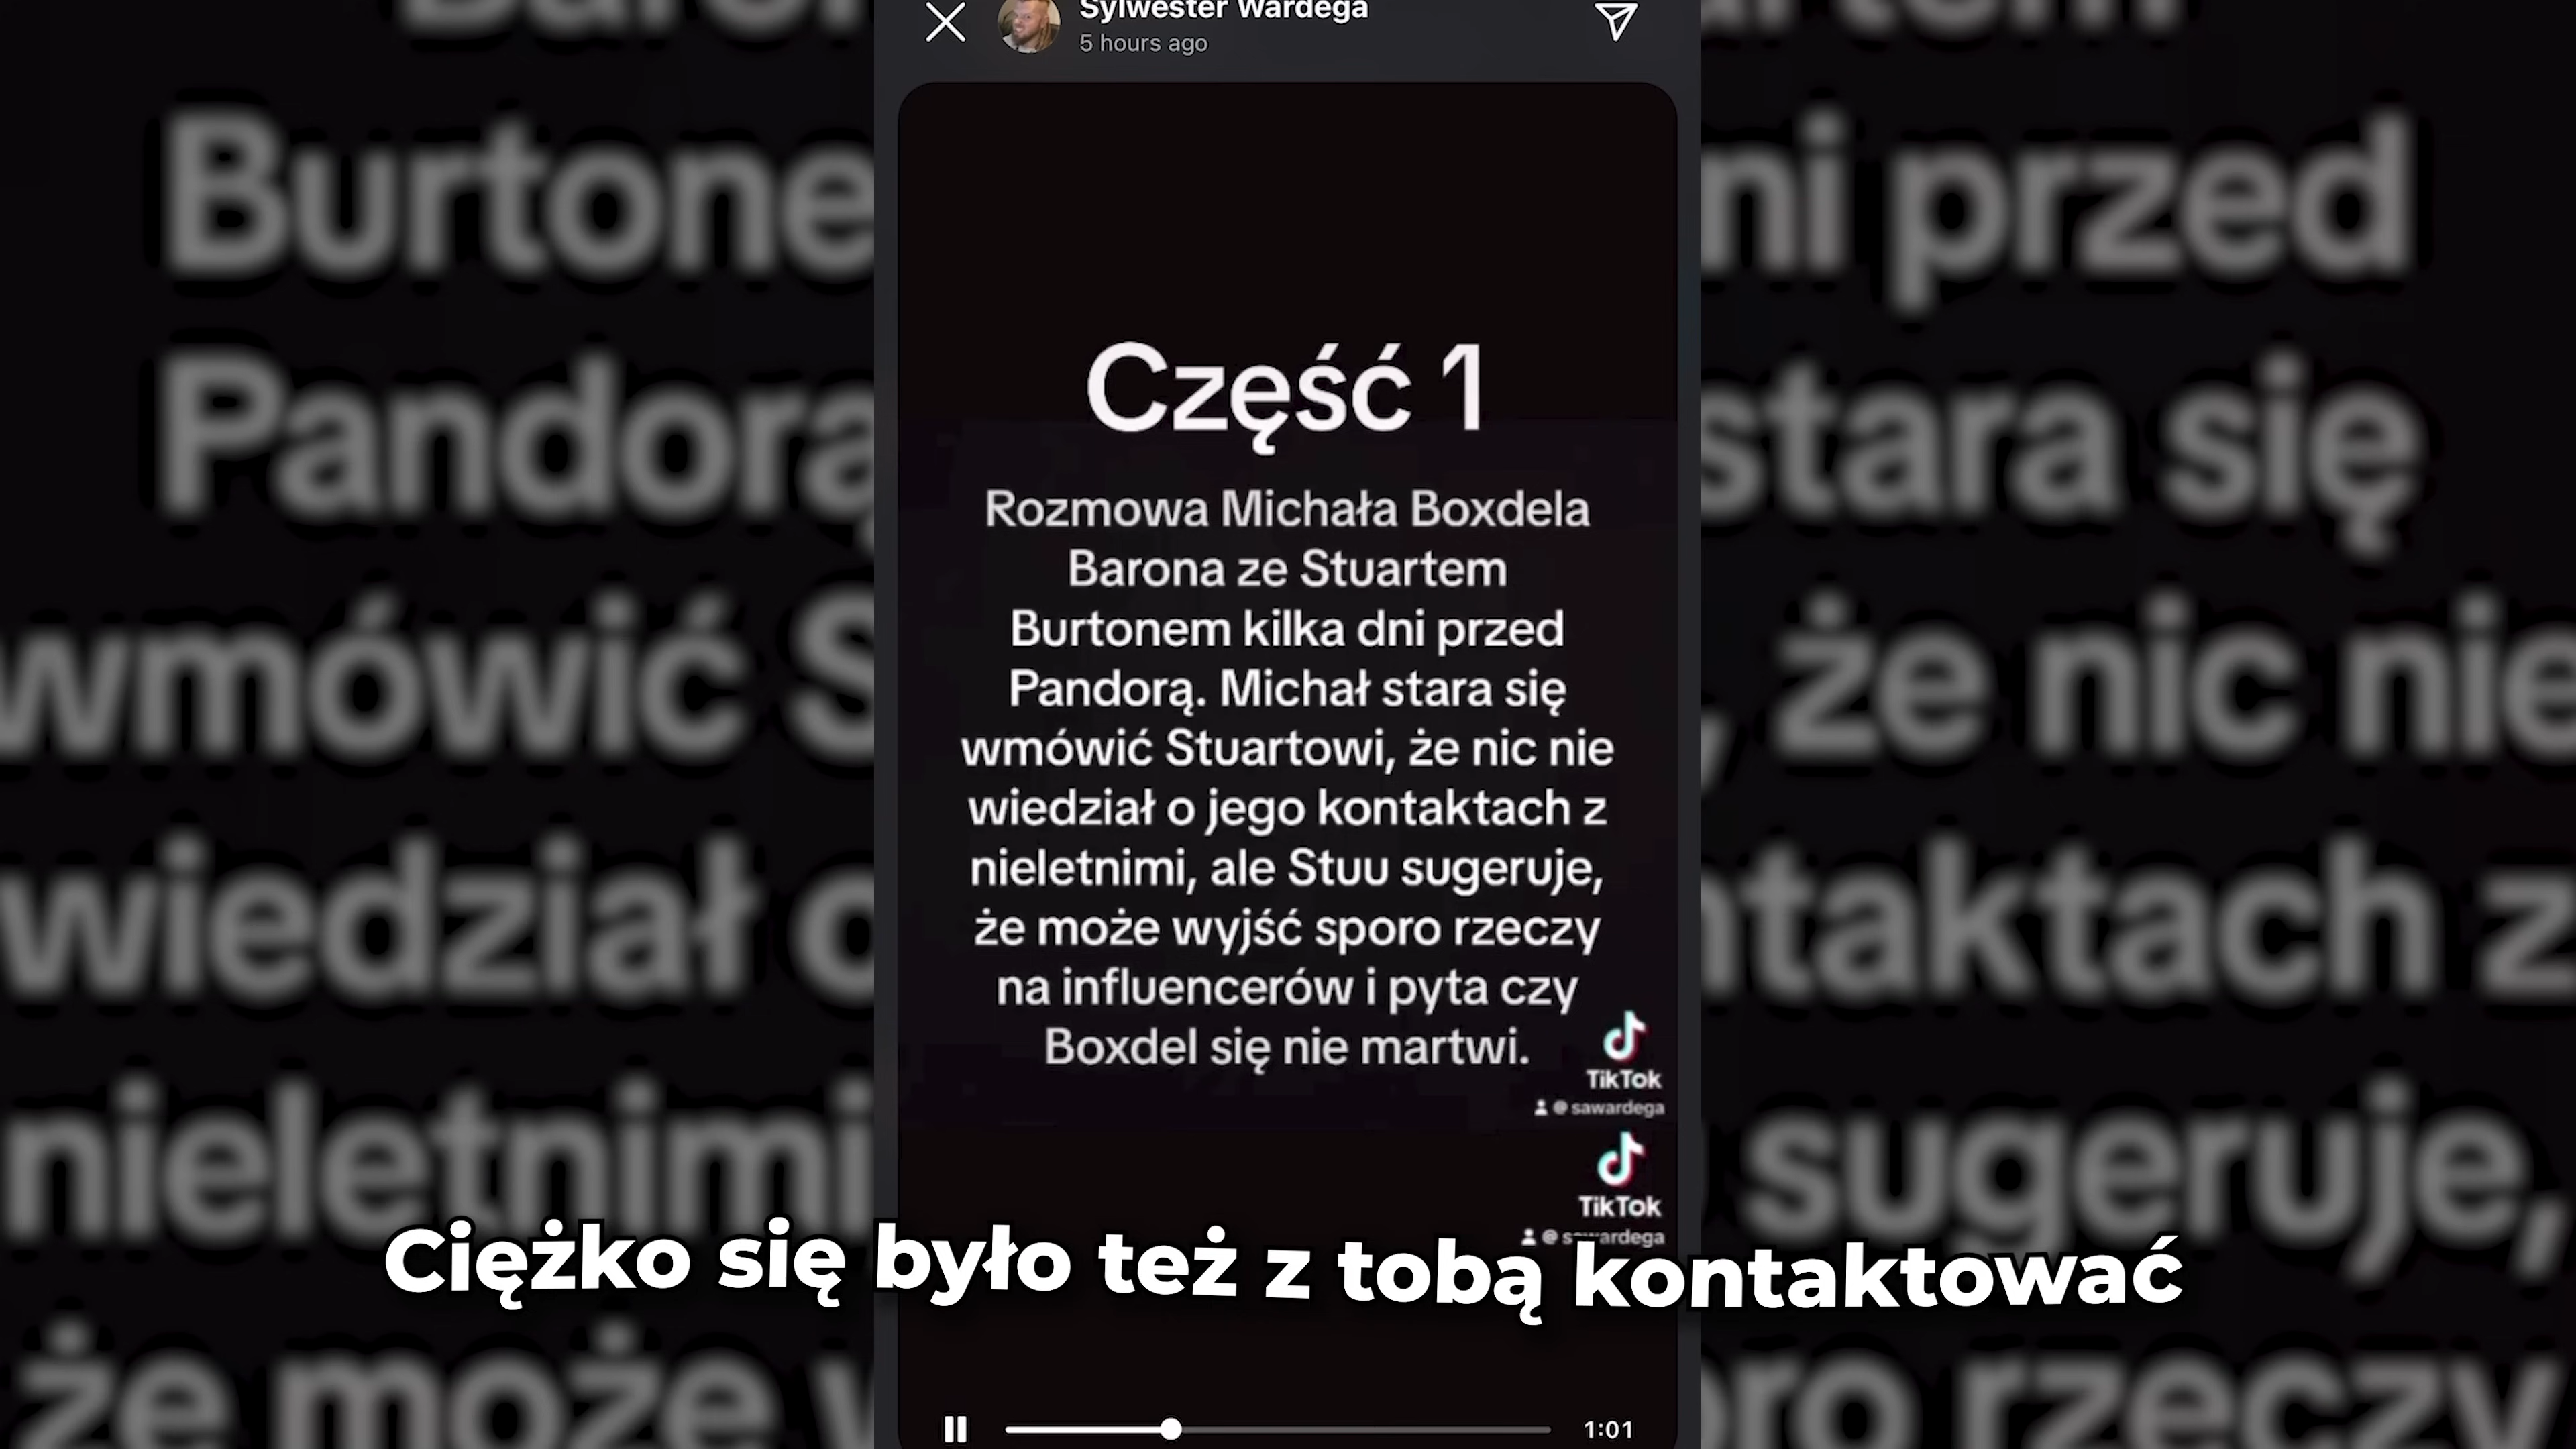 Sylwester Wardega
5 hours ago
Część 1
Rozmowa Michała Boxdela
Barona ze Stuartem
Burtonem kilka dni przed
Pandorą. Michał stara się
wmówić Stuartowi, że nic nie
wiedział o jego kontaktach z
nieletnimi, ale Stuu sugeruje,
że może wyjść sporo rzeczy
na influencerów i pyta czy
Boxdel się nie martwi.
TikTok
@ sawardega
TikTok
@ sawardega
Ciężko się było też z tobą kontaktować
1:01